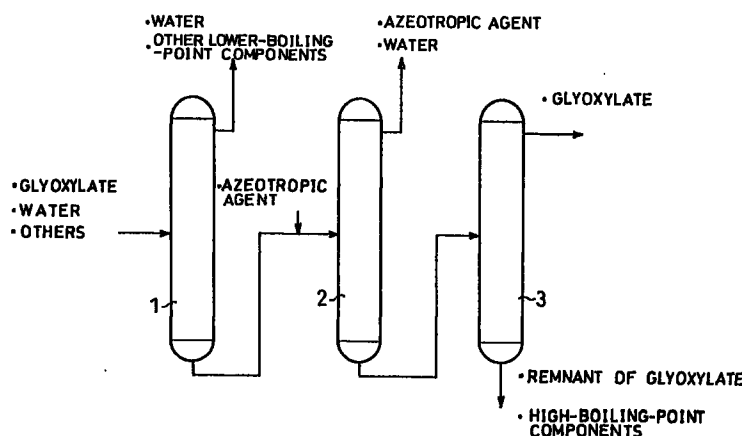 •WATER
•OTHER LOWER-BOILING
-POINT COMPONENTS
•AZEOTROPIC AGENT
•WATER
•GLYOXYLATE
•GLYOXYLATE
•WATER
•OTHERS
•AZEOTROPIC
AGENT
1
2
3
•REMNANT OF GLYOXYLATE
•HIGH-BOILING-POINT
COMPONENTS